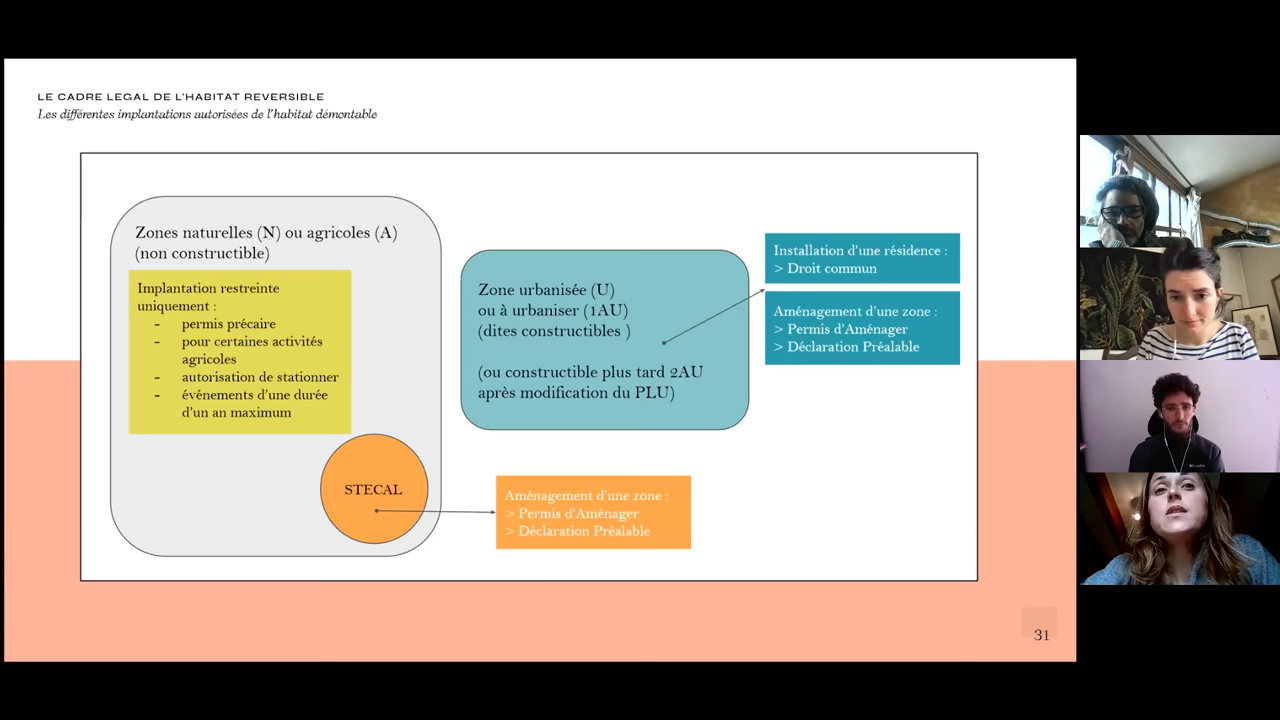 LE CADRE LEGAL DE L'HABITAT REVERSIBLE
Les différentes implantations autorisées de l'habitat démontable
Zones naturelles (N) ou agricoles (A)
(non constructible)
Implantation restreinte
uniquement :
- permis précaire
- pour certaines activités
agricoles
- autorisation de stationner
- événements d'une durée
d'un an maximum
STECAL
Zone urbanisée (U)
ou à urbaniser (1AU)
(dites constructibles )
(ou constructible plus tard 2AU
après modification du PLU)
Installation d'une résidence :
> Droit commun
Aménagement d'une zone :
> Permis d'Aménager
> Déclaration Préalable
Aménagement d'une zone :
> Permis d'Aménager
> Déclaration Préalable
31